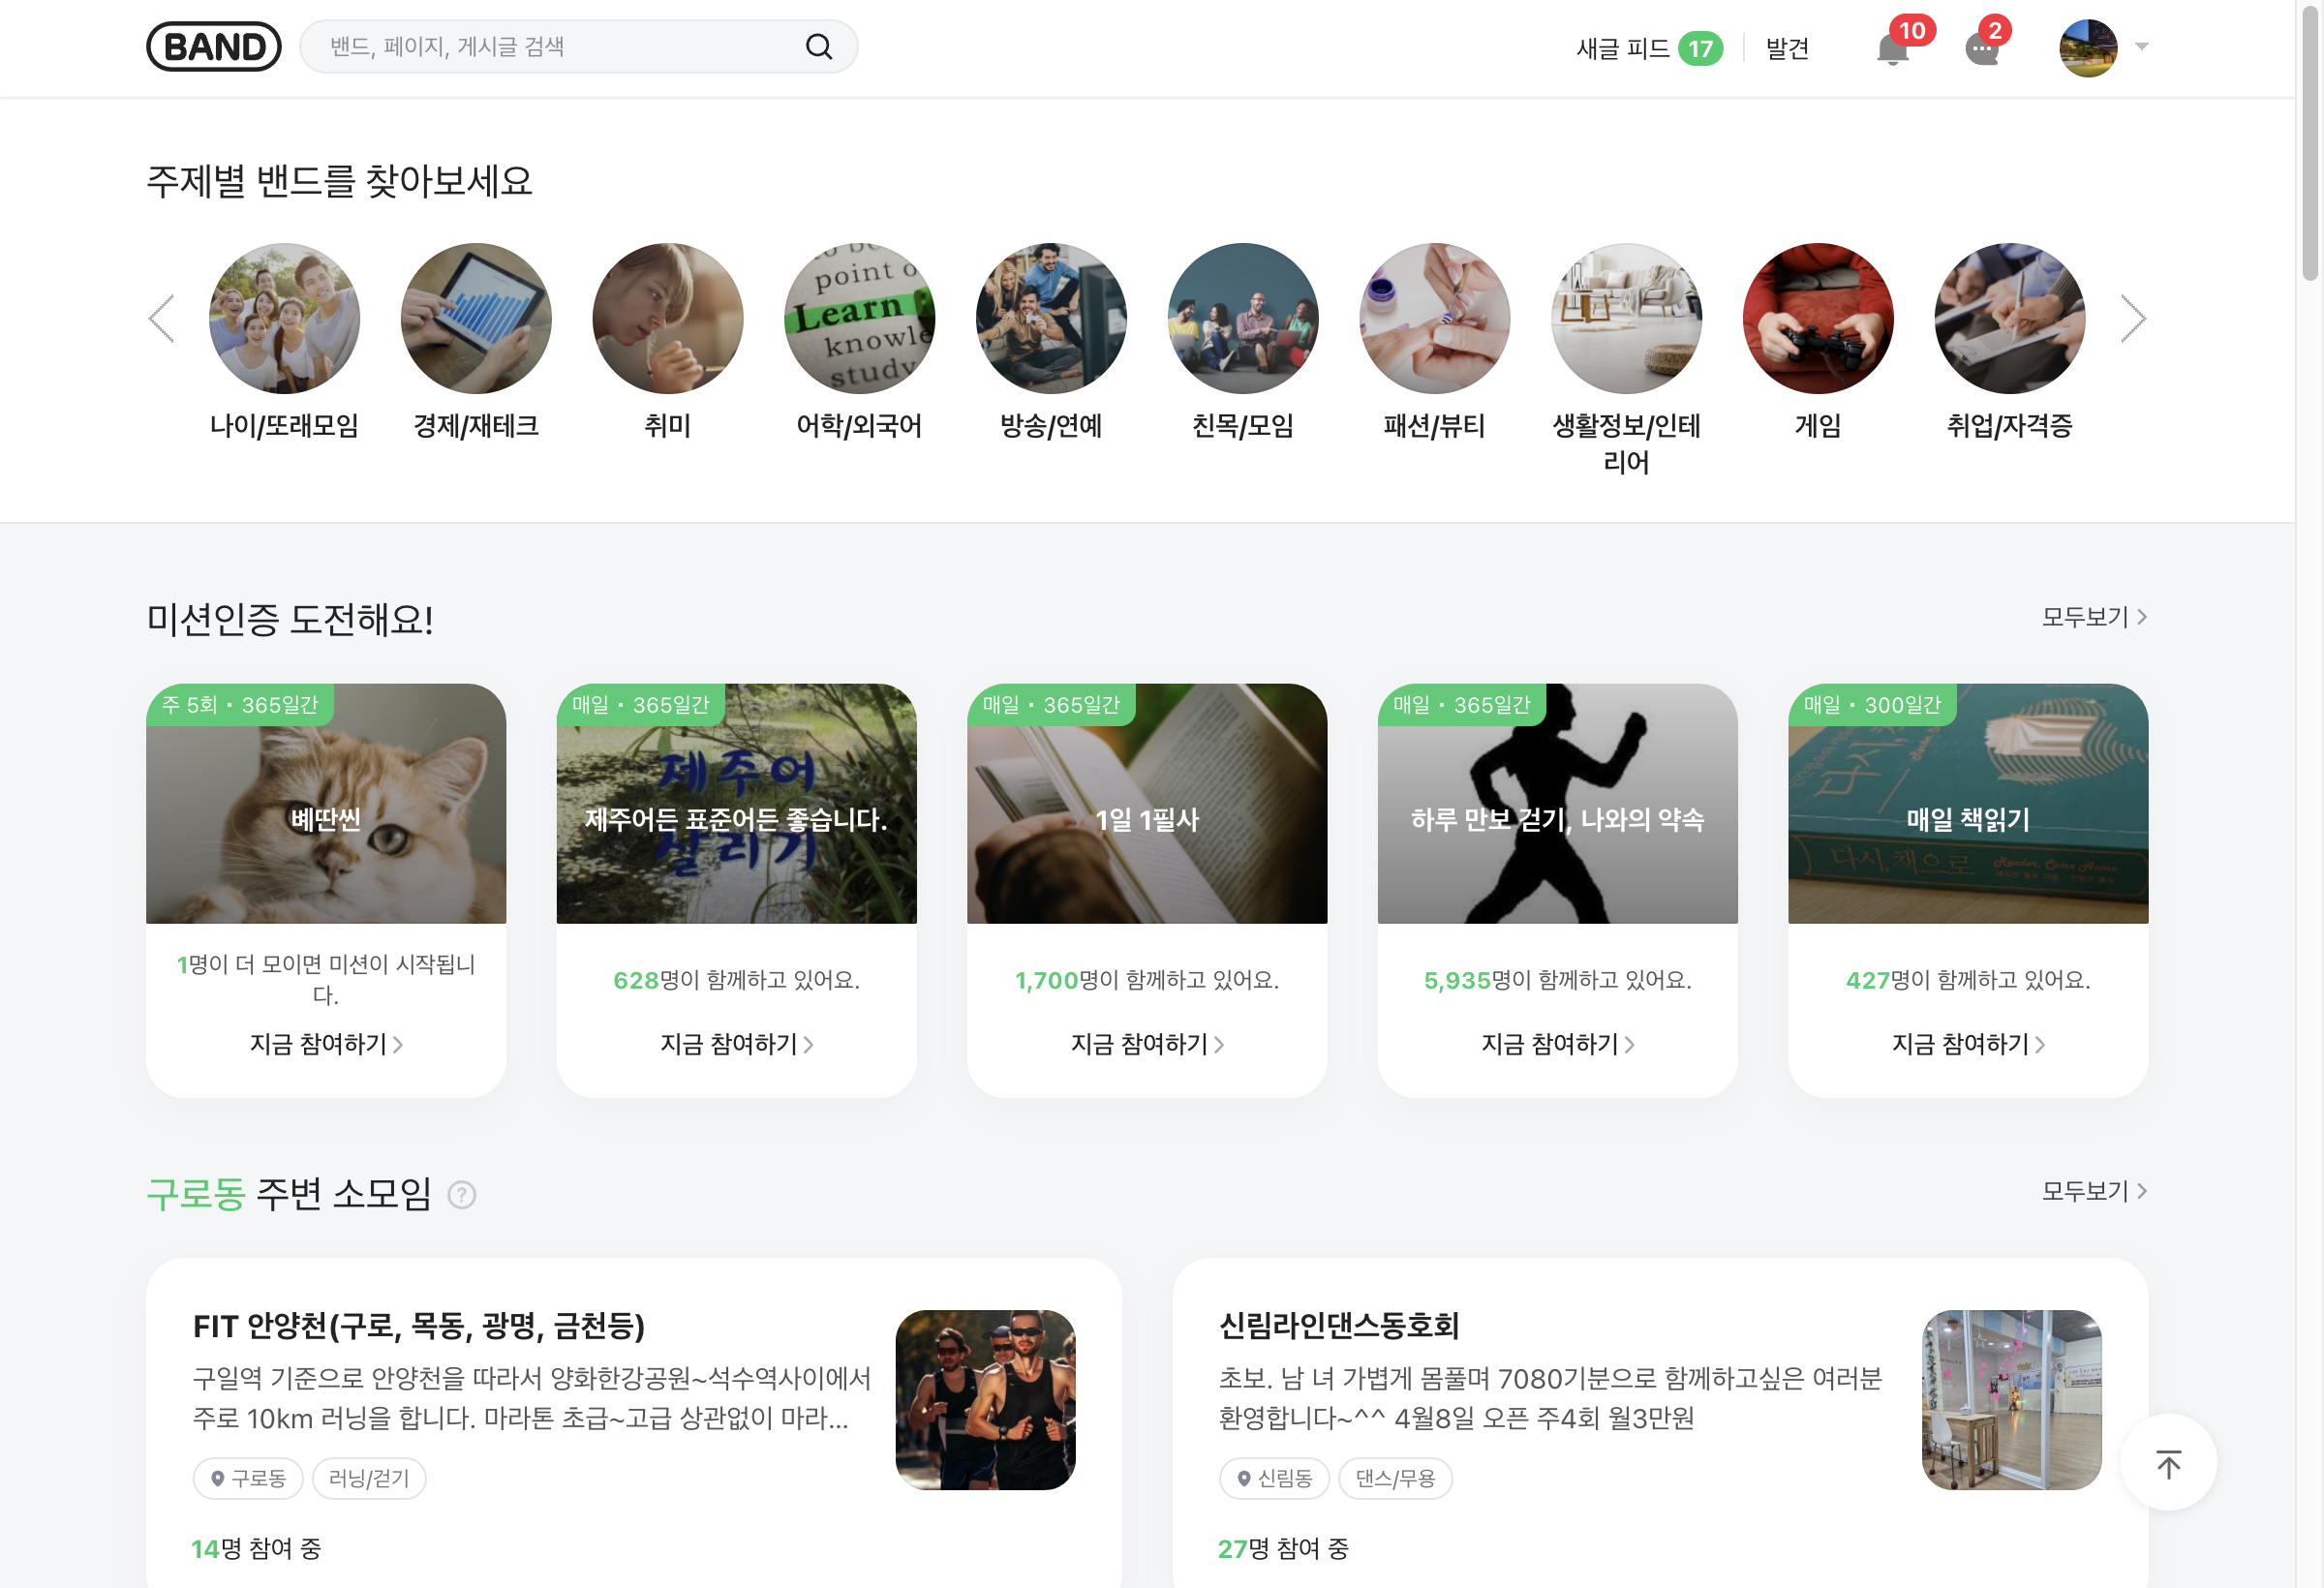 BAND
밴드, 페이지, 게시글 검색
새글 피드 17
발견
10
2
주제별 밴드를 찾아보세요
point o
Learn
knowle
study
나이/또래모임
경제/재테크
취미
어학/외국어
방송/연예
친목/모임
패션/뷰티
생활정보/인테
리어
게임
취업/자격증
미션인증 도전해요!
모두보기
주 5회 · 365일간
뼤딴씬
1명이 더 모이면 미션이 시작됩니
다.
지금 참여하기
매일 · 365일간
제주어
제주어든 표준어든 좋습니다.
살리기
628명이 함께하고 있어요.
지금 참여하기
매일 · 365일간
1일 1필사
1,700명이 함께하고 있어요.
지금 참여하기
매일 · 365일간
하루 만보 걷기, 나와의 약속
5,935명이 함께하고 있어요.
지금 참여하기
매일 · 300일간
다시,
매일 책읽기
다시, 책으로 Reader, Come Home
427명이 함께하고 있어요.
지금 참여하기
구로동 주변 소모임 ?
모두보기
FIT 안양천(구로, 목동, 광명, 금천등)
구일역 기준으로 안양천을 따라서 양화한강공원~석수역사이에서
주로 10km 러닝을 합니다. 마라톤 초급~고급 상관없이 마라...
구로동
러닝/걷기
14명 참여 중
신림라인댄스동호회
초보. 남 녀 가볍게 몸풀며 7080기분으로 함께하고싶은 여러분
환영합니다~^^ 4월8일 오픈 주4회 월3만원
신림동
댄스/무용
27명 참여 중